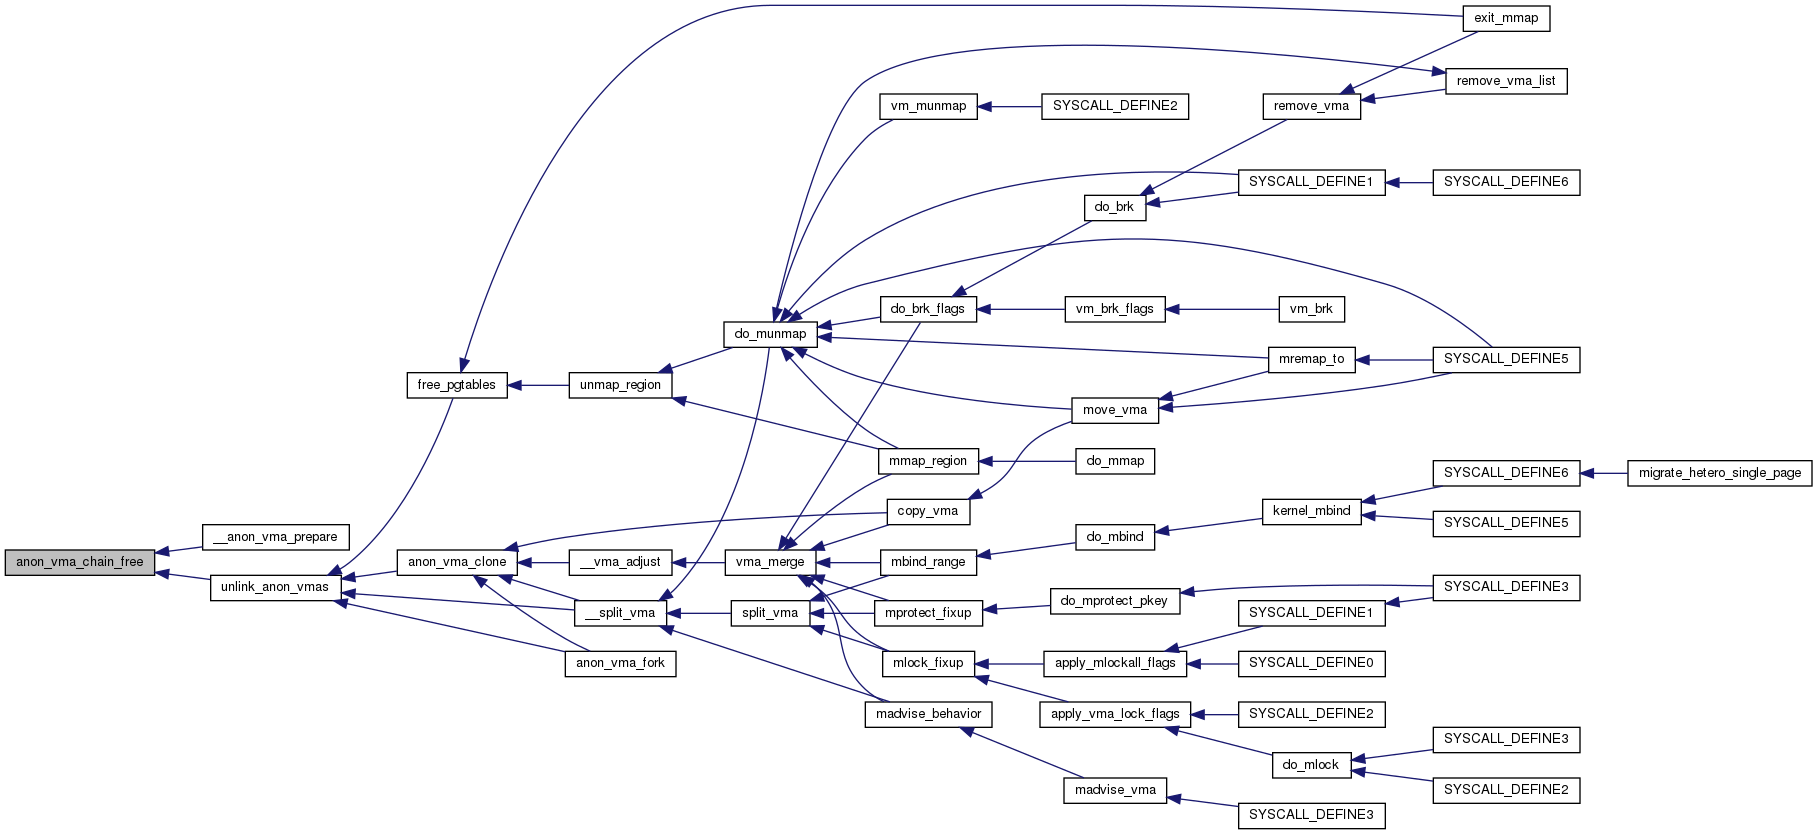 exit_mmap
remove_vma_list
vm_munmap
SYSCALL_DEFINE2
remove_vma
SYSCALL_DEFINE1
SYSCALL_DEFINE6
do_brk
do_brk_flags
vm_brk_flags
vm_brk
do_munmap
mremap_to
SYSCALL_DEFINE5
free_pgtables
unmap_region
move_vma
mmap_region
do_mmap
SYSCALL_DEFINE6
migrate_hetero_single_page
copy_vma
kernel_mbind
SYSCALL_DEFINE5
__anon_vma_prepare
do_mbind
anon_vma_chain_free
anon_vma_clone
__vma_adjust
vma_merge
mbind_range
unlink_anon_vmas
SYSCALL_DEFINE3
do_mprotect_pkey
__split_vma
split_vma
mprotect_fixup
SYSCALL_DEFINE1
anon_vma_fork
mlock_fixup
apply_mlockall_flags
SYSCALL_DEFINE0
madvise_behavior
apply_vma_lock_flags
SYSCALL_DEFINE2
SYSCALL_DEFINE3
do_mlock
madvise_vma
SYSCALL_DEFINE2
SYSCALL_DEFINE3